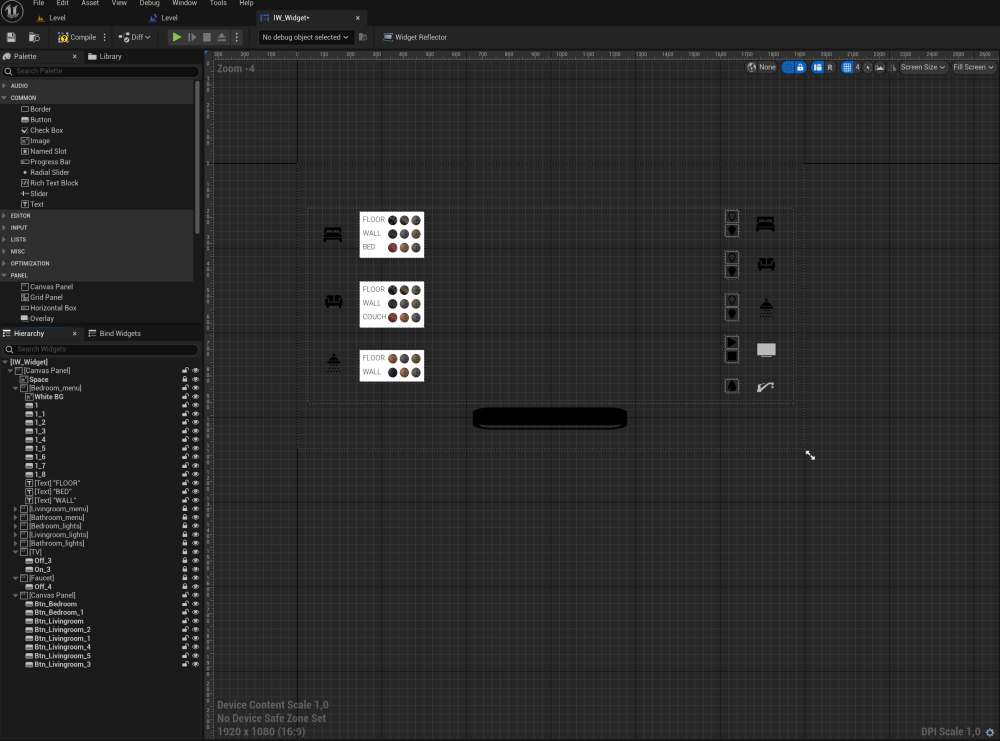 File Edit Asset View Debug Window Tools Help
Level Level IW_Widget•
Compile Diff No debug object selected Widget Reflector
Palette Library
Search Palette
AUDIO
COMMON
Border
Button
Check Box
Image
Named Slot
Progress Bar
Radial Slider
Rich Text Block
Slider
Text
EDITOR
INPUT
LISTS
MISC
OPTIMIZATION
PANEL
Canvas Panel
Grid Panel
Horizontal Box
Overlay
Hierarchy Bind Widgets
Search Widgets
[IW_Widget]
[Canvas Panel]
Space
[Bedroom_menu]
White BG
1
1_1
1_2
1_3
1_4
1_5
1_6
1_7
1_8
[Text] "FLOOR"
[Text] "BED"
[Text] "WALL"
[Livingroom_menu]
[Bathroom_menu]
[Bedroom_lights]
[Livingroom_lights]
[Bathroom_lights]
[TV]
Off_3
On_3
[Faucet]
Off_4
[Canvas Panel]
Btn_Bedroom
Btn_Bedroom_1
Btn_Livingroom
Btn_Livingroom_2
Btn_Livingroom_1
Btn_Livingroom_4
Btn_Livingroom_5
Btn_Livingroom_3
Zoom -4
None R 4 Screen Size Fill Screen
FLOOR
WALL
BED
FLOOR
WALL
COUCH
FLOOR
WALL
Device Content Scale 1,0
No Device Safe Zone Set
1920 x 1080 (16:9)
DPI Scale 1,0